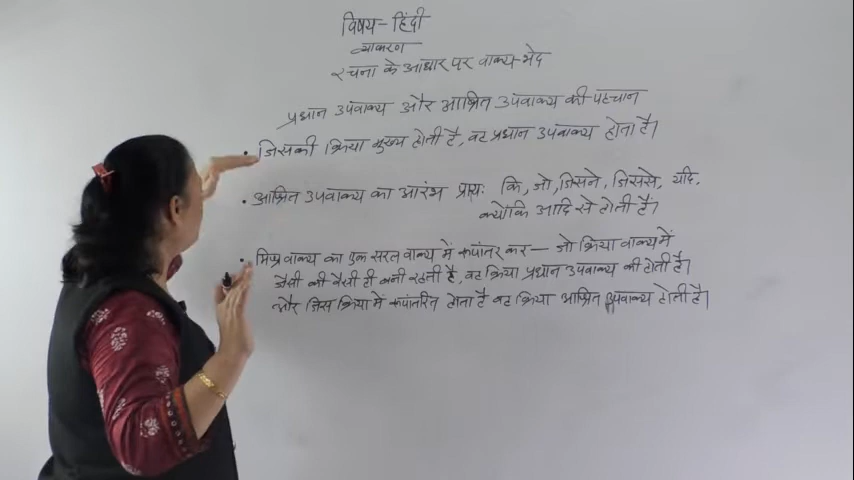 विषय - हिंदी
व्याकरण
रचना के आधार पर वाक्य-भेद
प्रधान उपवाक्य और आश्रित उपवाक्य की पहचान
• जिसकी क्रिया मुख्य होती है, वह प्रधान उपवाक्य होता है।
• आश्रित उपवाक्य का आरंभ प्रायः कि, जो, जिसने, जिससे, यदि,
क्योंकि आदि से होती हैं।
• मिश्र वाक्य का एक सरल वाक्य में रूपांतर कर — जो क्रिया वाक्य में
जैसी की वैसी ही बनी रहती है, वह क्रिया प्रधान उपवाक्य की होती है।
और जिस क्रिया में रूपांतरित होता है वह क्रिया आश्रित उपवाक्य होती है।